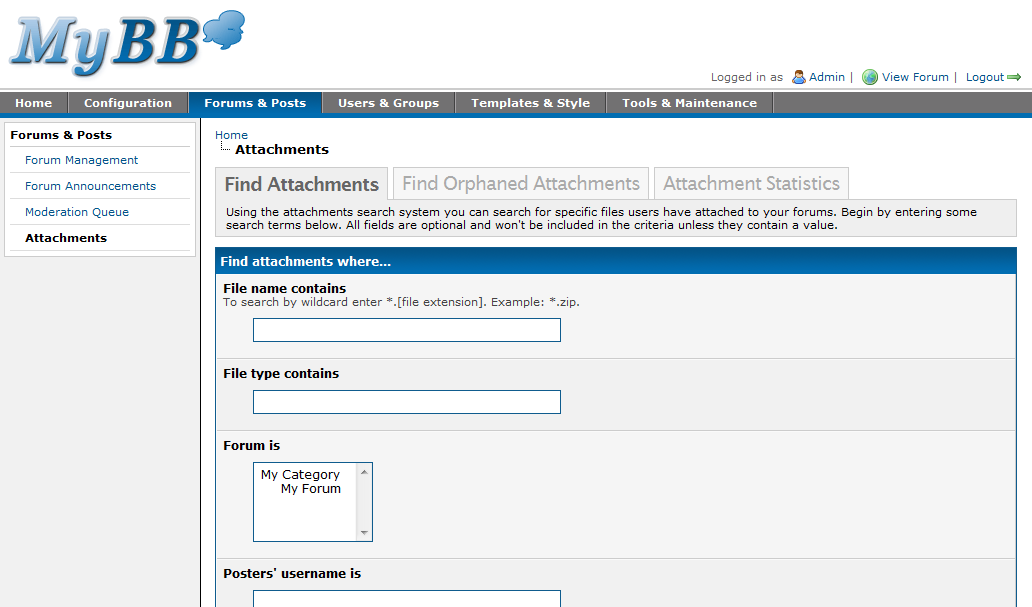 MyBB
Logged in as Admin | View Forum | Logout
Home Configuration Forums & Posts Users & Groups Templates & Style Tools & Maintenance
Forums & Posts
Forum Management
Forum Announcements
Moderation Queue
Attachments
Home
Attachments
Find Attachments Find Orphaned Attachments Attachment Statistics
Using the attachments search system you can search for specific files users have attached to your forums. Begin by entering some
search terms below. All fields are optional and won't be included in the criteria unless they contain a value.
Find attachments where...
File name contains
To search by wildcard enter *.[file extension]. Example: *.zip.
File type contains
Forum is
My Category
My Forum
Posters' username is